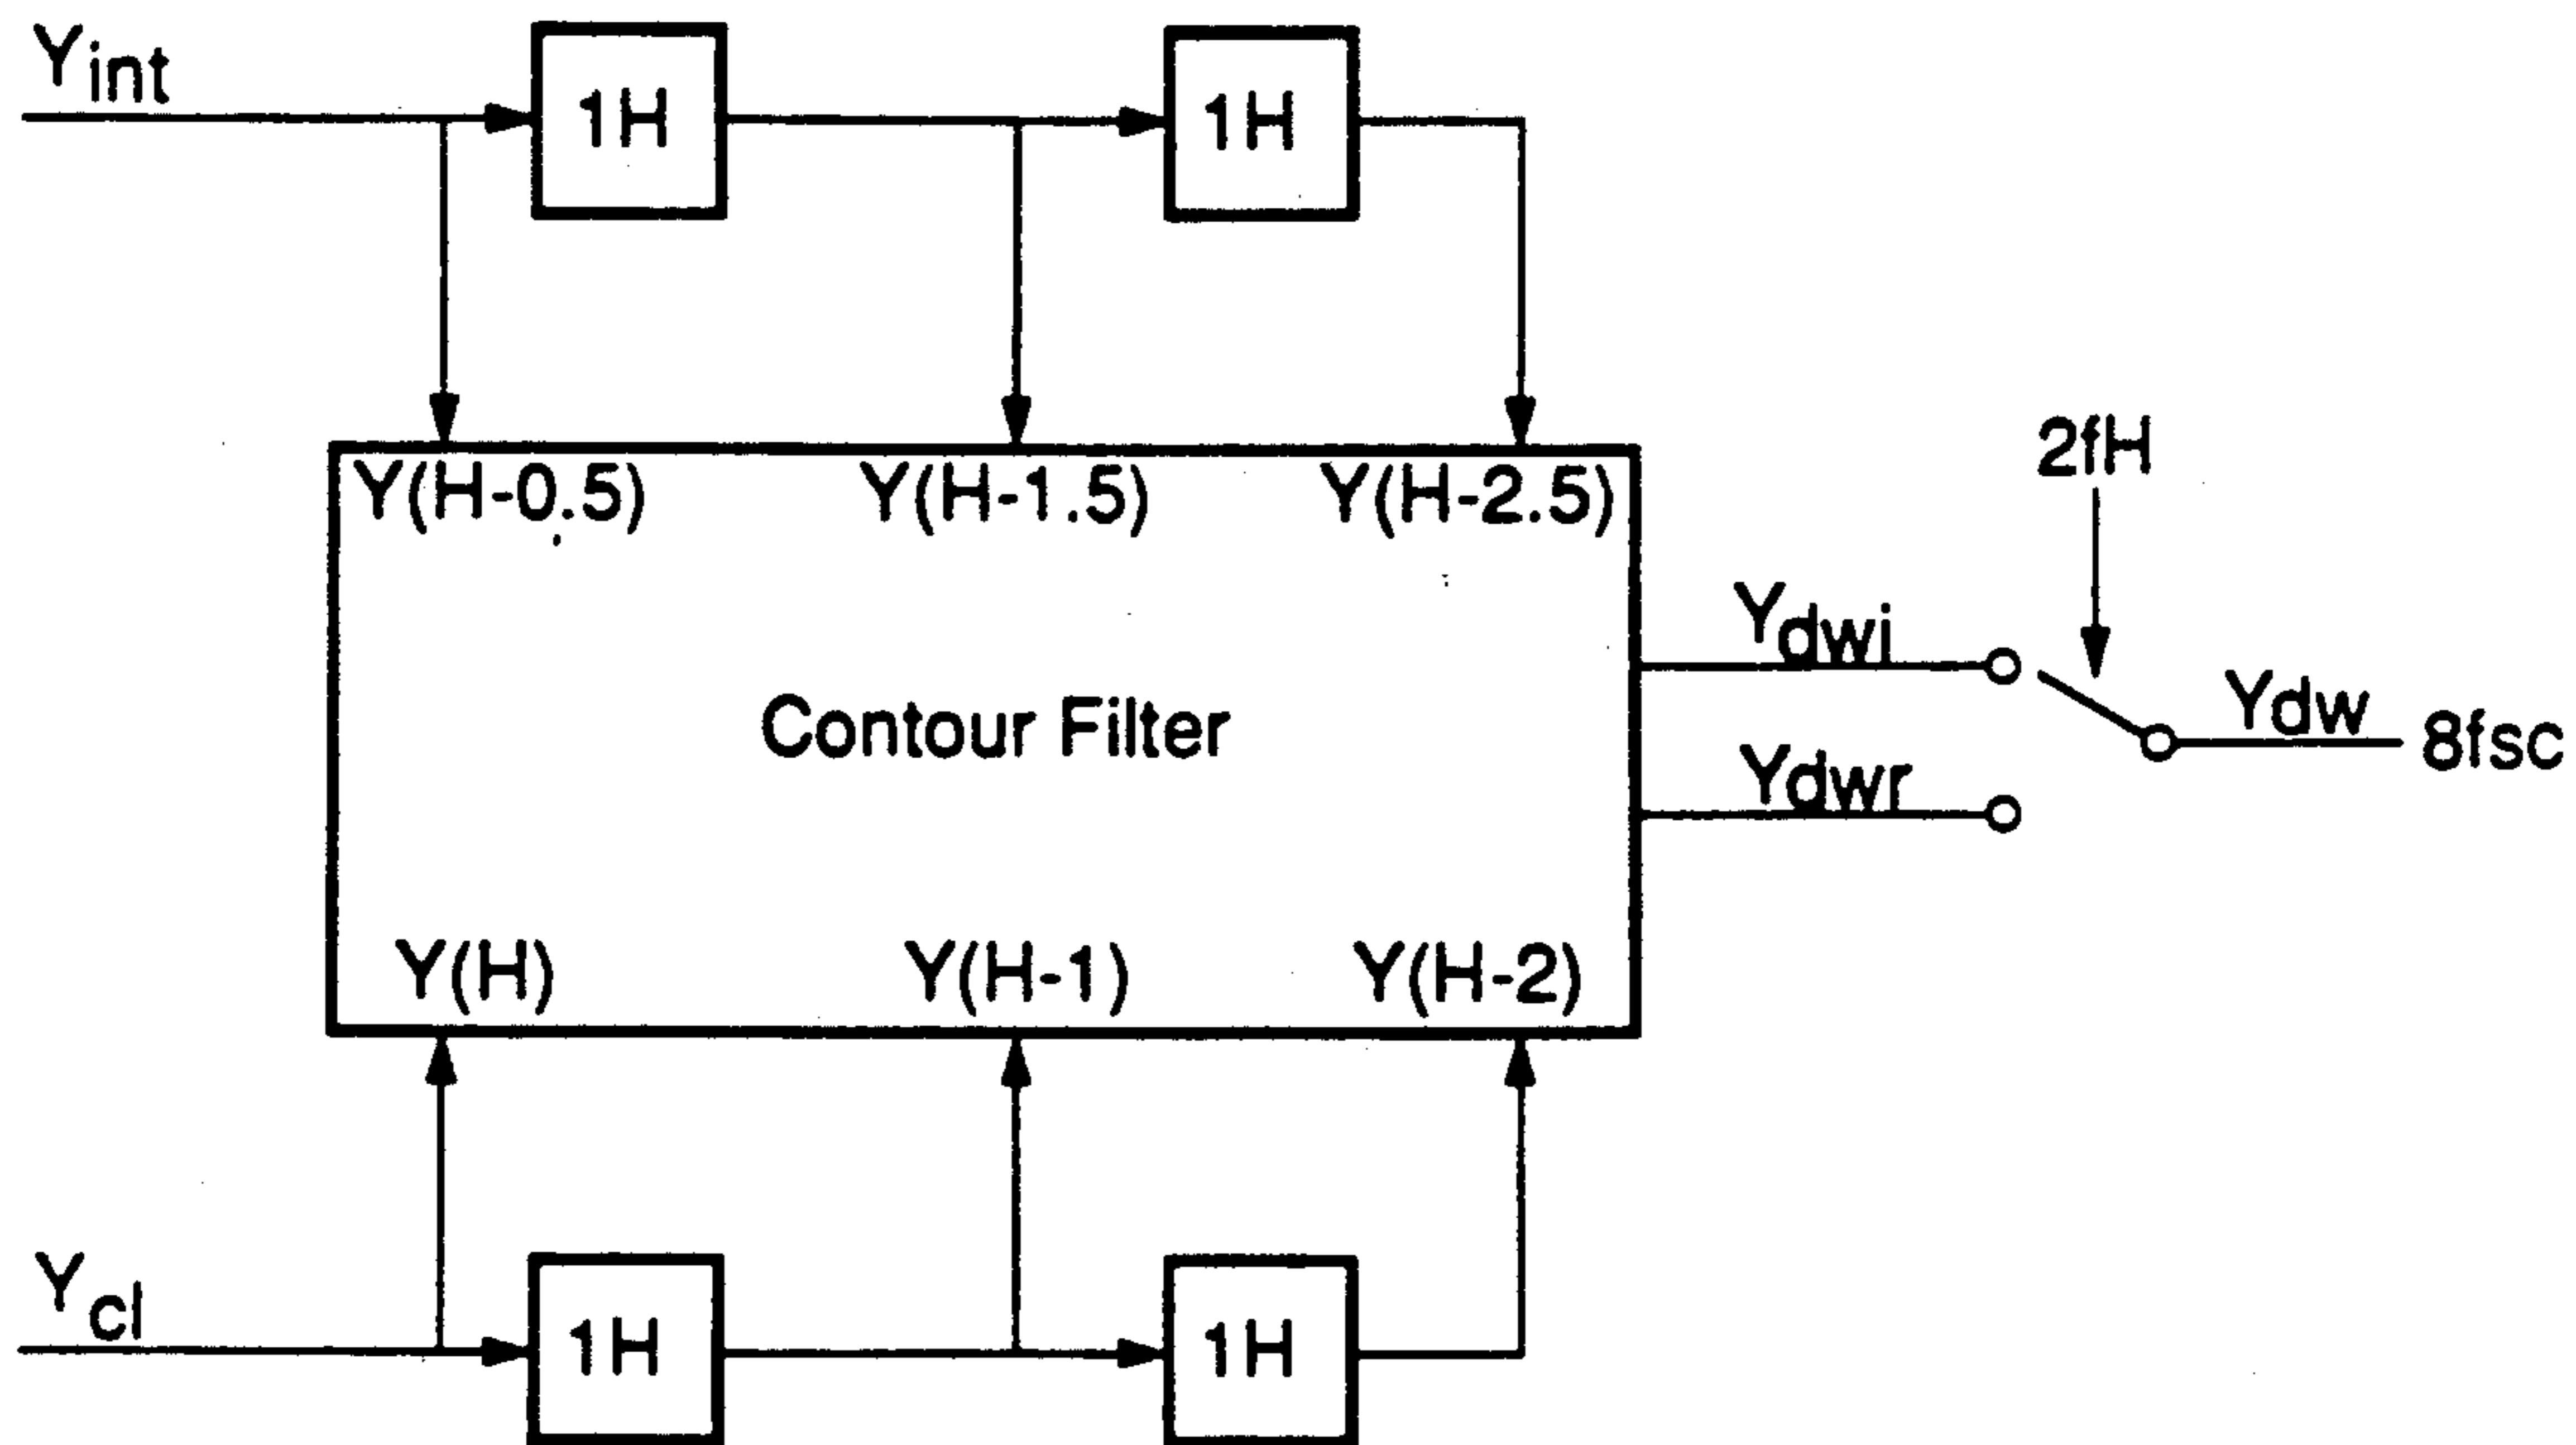 Yint
1H
1H
Y(H-0.5)
Y(H-1.5)
Y(H-2.5)
2fH
Ydwi
Contour Filter
Ydw
8fsc
Ydwr
Y(H)
Y(H-1)
Y(H-2)
Ycl
1H
1H